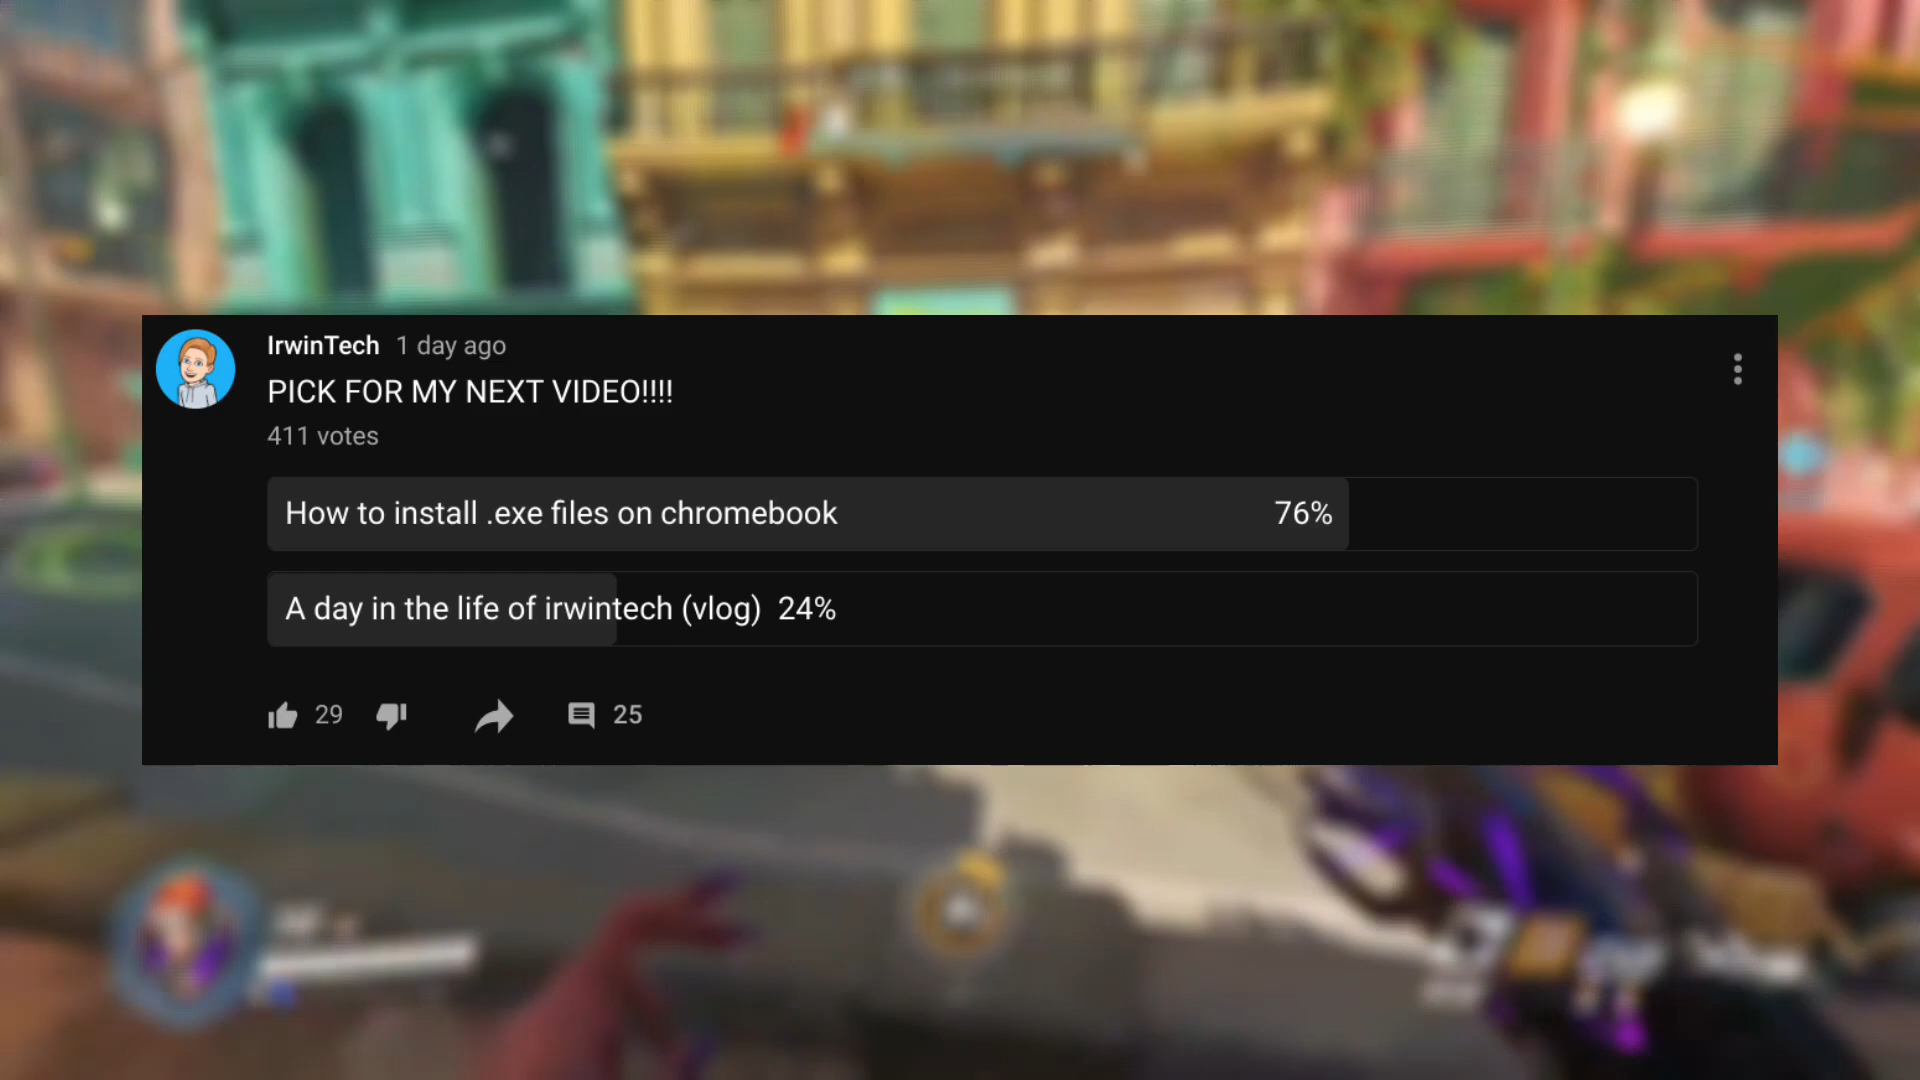 IrwinTech 1 day ago
PICK FOR MY NEXT VIDEO!!!!
411 votes
How to install .exe files on chromebook 76%
A day in the life of irwintech (vlog) 24%
29 25